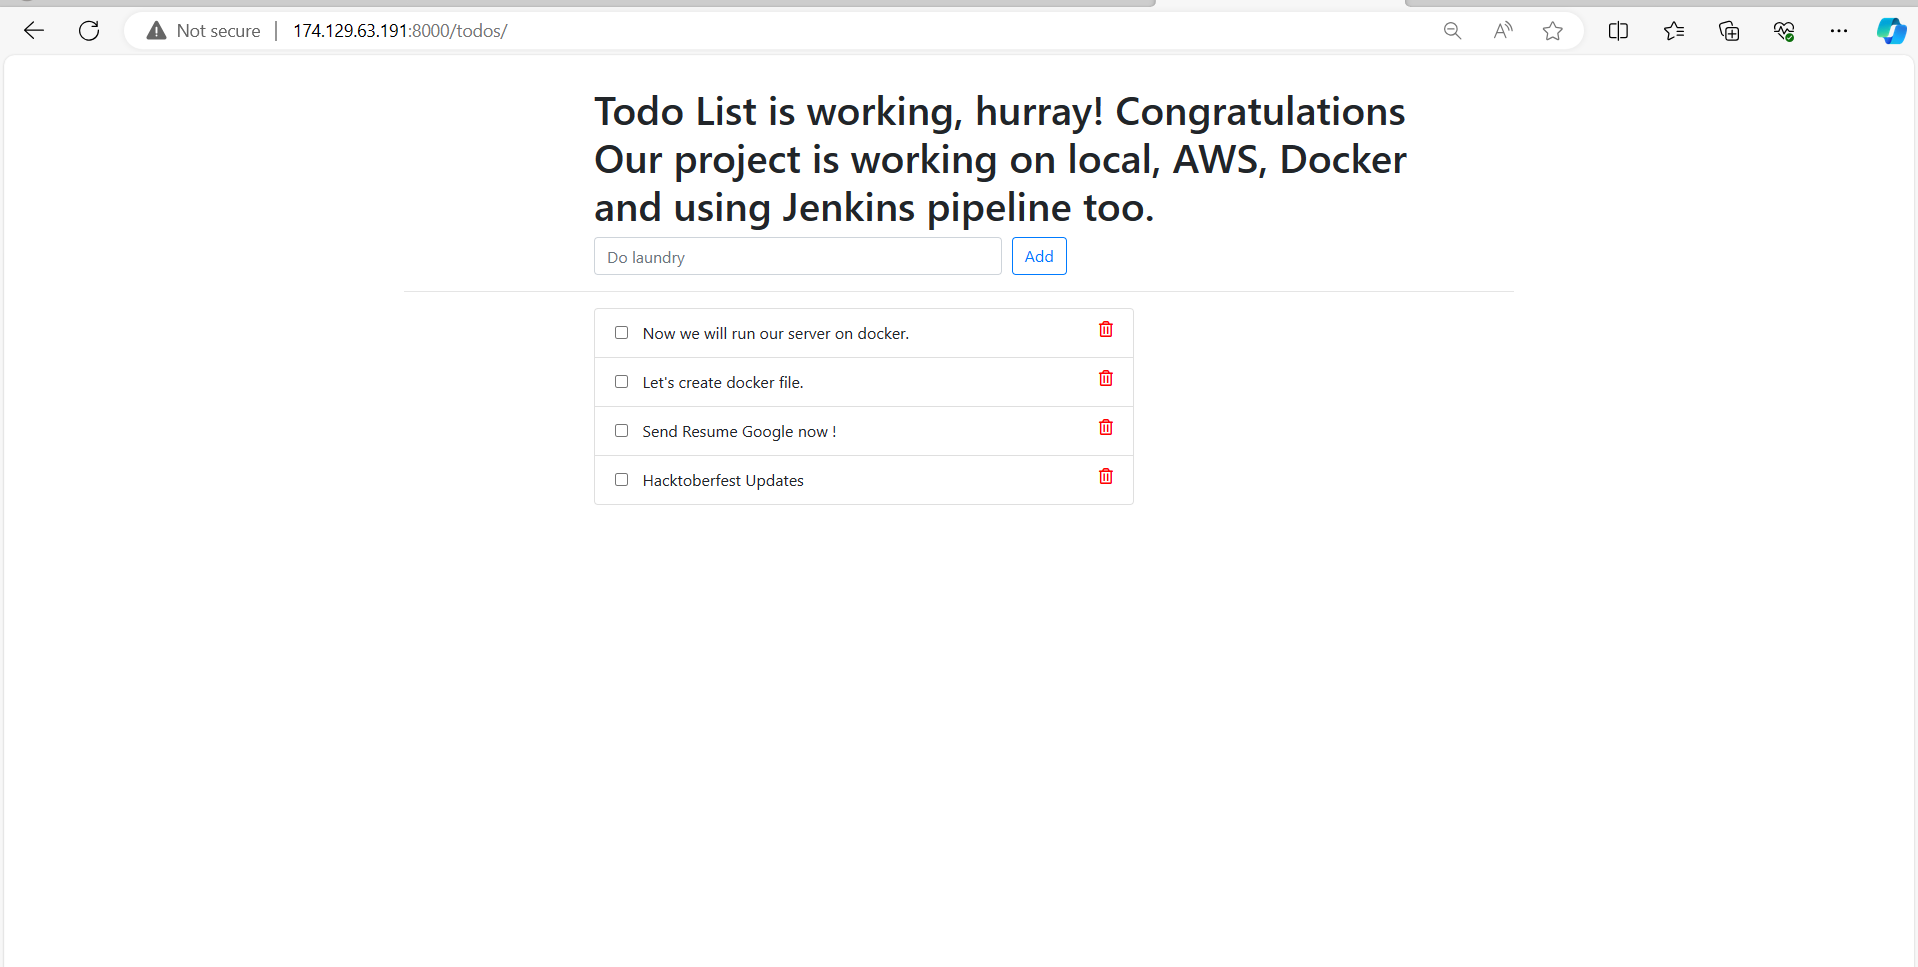 Not secure | 174.129.63.191:8000/todos/
Todo List is working, hurray! Congratulations
Our project is working on local, AWS, Docker
and using Jenkins pipeline too.
Do laundry
Add
Now we will run our server on docker.
Let's create docker file.
Send Resume Google now !
Hacktoberfest Updates